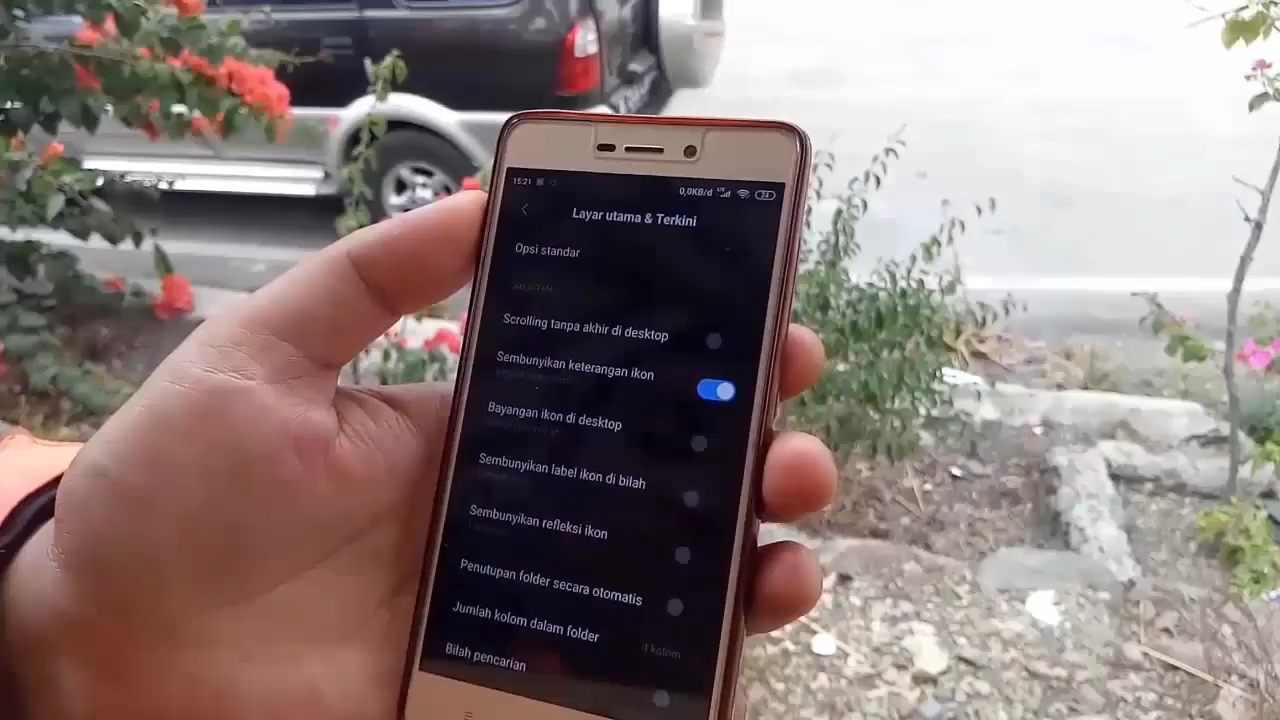 15:21
0,0KB/d
34
Layar utama & Terkini
Opsi standar
Scrolling tanpa akhir di desktop
Sembunyikan keterangan ikon
Bayangan ikon di desktop
Sembunyikan label ikon di bilah
Sembunyikan refleksi ikon
Penutupan folder secara otomatis
Jumlah kolom dalam folder
4 kolom
Bilah pencarian